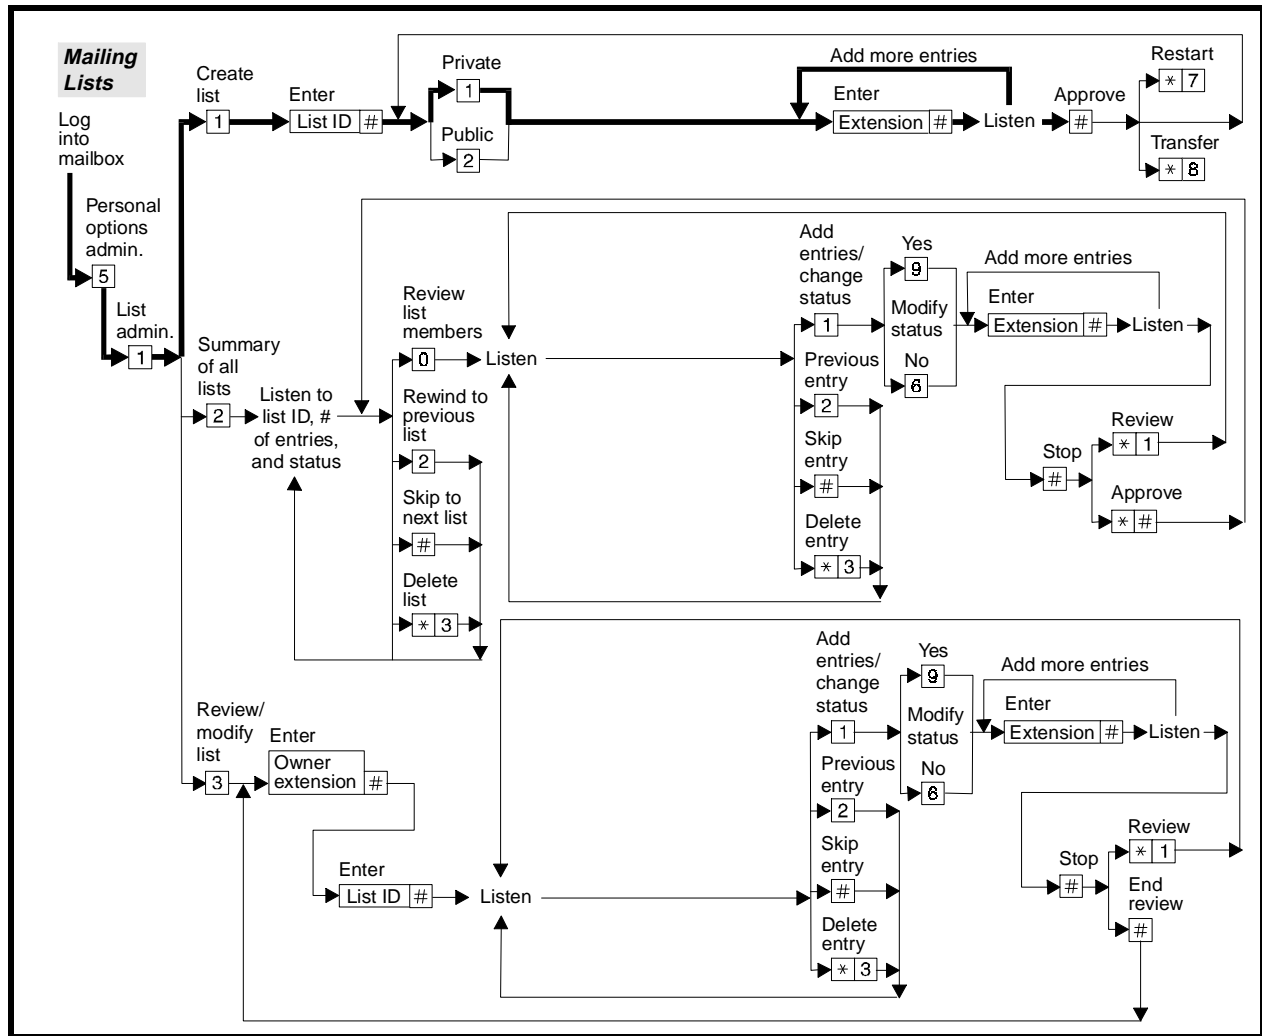 Mailing
Lists
Log
into
mailbox
Personal
options
admin.
5
List
admin.
1
Create
list
1
Enter
List ID #
Private
1
Public
2
Add more entries
Enter
Extension #
Listen
Approve
#
Restart
* 7
Transfer
* 8
Summary
of all
lists
2
Listen to
list ID, #
of entries,
and status
Review
list
members
0
Listen
Rewind to
previous
list
2
Skip to
next list
#
Delete
list
* 3
Add
entries/
change
status
1
Previous
entry
2
Skip
entry
#
Delete
entry
* 3
Yes
9
Modify
status
No
6
Add more entries
Enter
Extension #
Listen
Stop
#
Review
* 1
Approve
* #
Review/
modify
list
3
Enter
Owner
extension #
Enter
List ID #
Listen
Add
entries/
change
status
1
Previous
entry
2
Skip
entry
#
Delete
entry
* 3
Yes
9
Modify
status
No
6
Add more entries
Enter
Extension #
Listen
Stop
#
Review
* 1
End
review
#